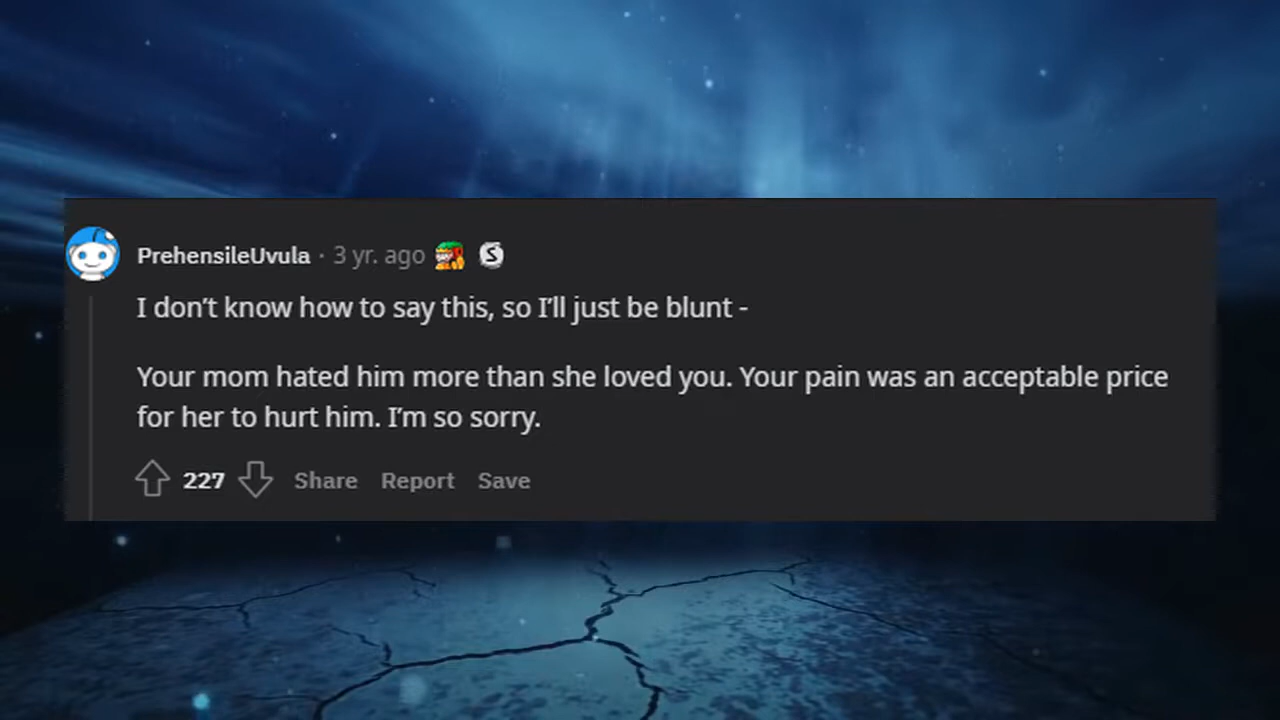 PrehensileUvula · 3 yr. ago
I don’t know how to say this, so I’ll just be blunt -
Your mom hated him more than she loved you. Your pain was an acceptable price
for her to hurt him. I’m so sorry.
227 Share Report Save